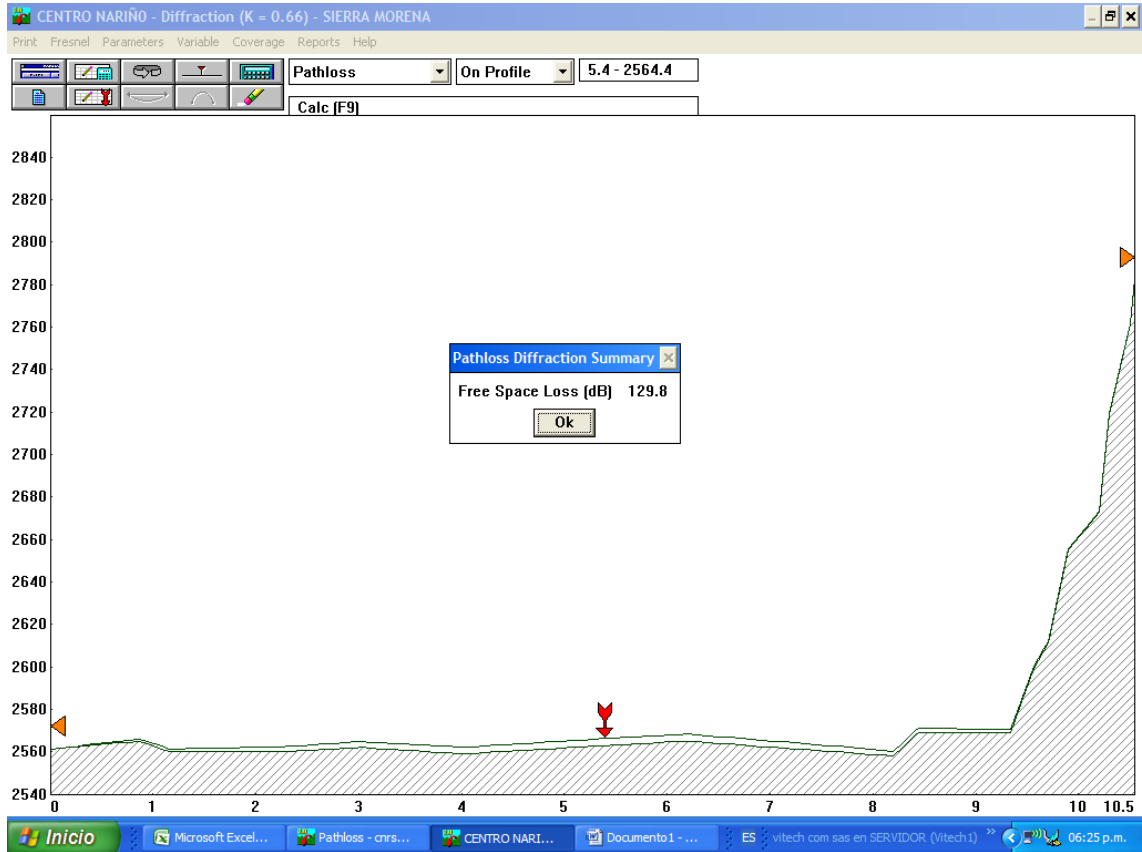 CENTRO NARIÑO - Diffraction (K = 0.66) - SIERRA MORENA
Print Fresnel Parameters Variable Coverage Reports Help
Pathloss On Profile 5.4 - 2564.4
Calc (F9)
2840
2820
2800
2780
2760
2740
2720
2700
2680
2660
2640
2620
2600
2580
2560
2540
Pathloss Diffraction Summary
Free Space Loss (dB) 129.8
Ok
0 1 2 3 4 5 6 7 8 9 10 10.5
Inicio Microsoft Excel... Pathloss - cnrs... CENTRO NARI... Documento1 - ... ES vitech com sas en SERVIDOR (Vitech1) 06:25 p.m.